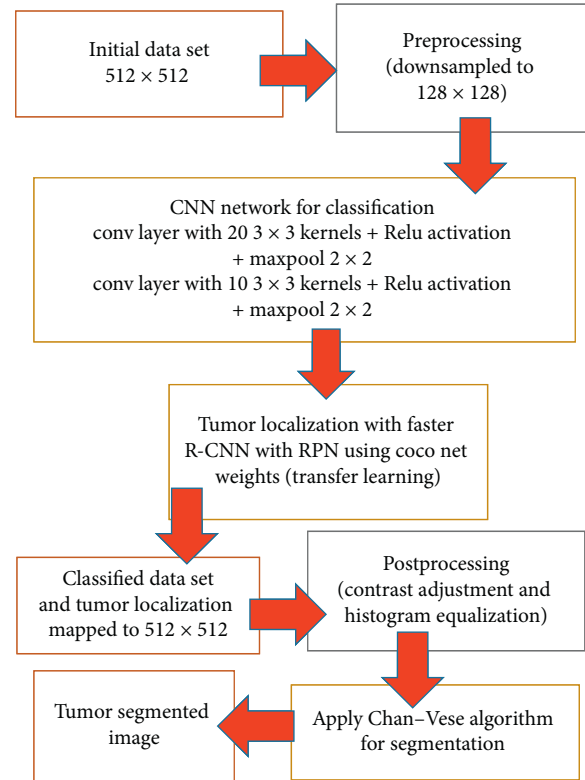 Initial data set
512 × 512
Preprocessing
(downsampled to
128 × 128)
CNN network for classification
conv layer with 20 3 × 3 kernels + Relu activation
+ maxpool 2 × 2
conv layer with 10 3 × 3 kernels + Relu activation
+ maxpool 2 × 2
Tumor localization with faster
R-CNN with RPN using coco net
weights (transfer learning)
Classified data set
and tumor localization
mapped to 512 × 512
Postprocessing
(contrast adjustment and
histogram equalization)
Tumor segmented
image
Apply Chan–Vese algorithm
for segmentation